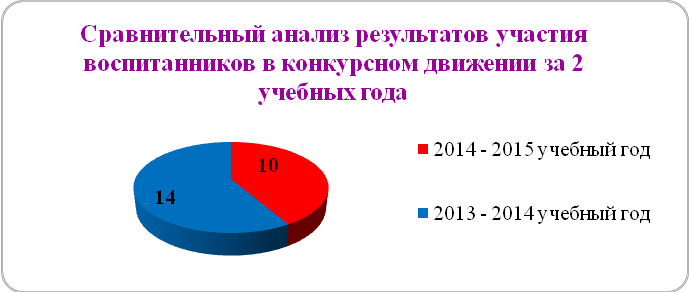 Сравнительный анализ результатов участия
воспитанников в конкурсном движении за 2
учебных года
10
14
2014 - 2015 учебный год
2013 - 2014 учебный год